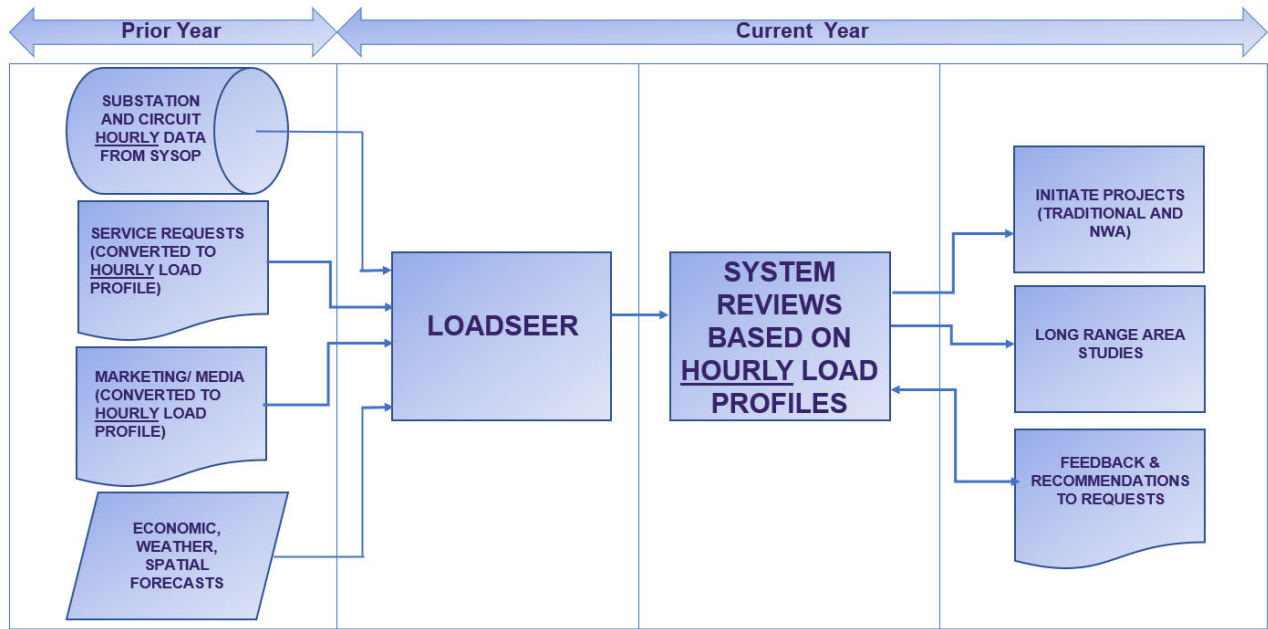 Prior Year
Current Year
SUBSTATION
AND CIRCUIT
HOURLY DATA
FROM SYSOP
SERVICE REQUESTS
(CONVERTED TO
HOURLY LOAD
PROFILE)
MARKETING/ MEDIA
(CONVERTED TO
HOURLY LOAD
PROFILE)
ECONOMIC,
WEATHER,
SPATIAL
FORECASTS
LOADSEER
SYSTEM
REVIEWS
BASED ON
HOURLY LOAD
PROFILES
INITIATE PROJECTS
(TRADITIONAL AND
NWA)
LONG RANGE AREA
STUDIES
FEEDBACK &
RECOMMENDATIONS
TO REQUESTS